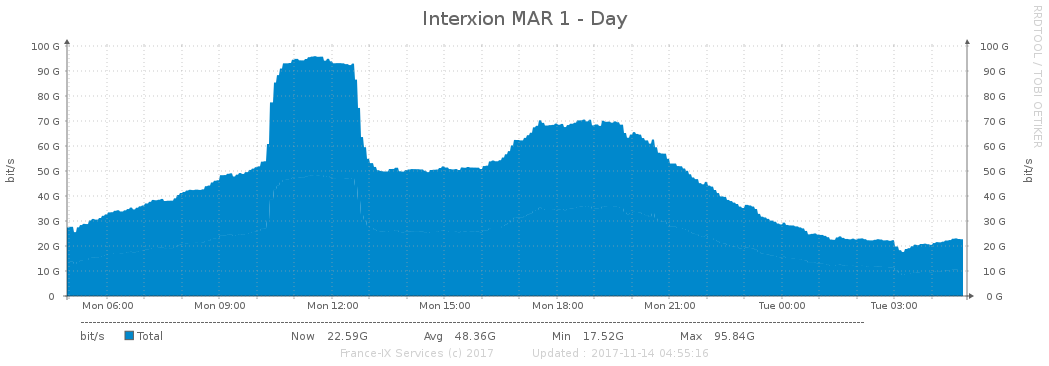 Interxion MAR 1 - Day
RRDTOOL / TOBI OETIKER
100 G 100 G
90 G 90 G
80 G 80 G
70 G 70 G
60 G 60 G
50 G 50 G
40 G 40 G
30 G 30 G
20 G 20 G
10 G 10 G
0 0 G
bit/s bit/s
Mon 06:00 Mon 09:00 Mon 12:00 Mon 15:00 Mon 18:00 Mon 21:00 Tue 00:00 Tue 03:00
bit/s Total Now 22.59G Avg 48.36G Min 17.52G Max 95.84G
France-IX Services (c) 2017 Updated : 2017-11-14 04:55:16